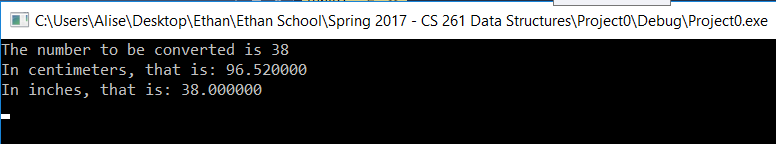 C:\Users\Alise\Desktop\Ethan\Ethan School\Spring 2017 - CS 261 Data Structures\Project0\Debug\Project0.exe
The number to be converted is 38
In centimeters, that is: 96.520000
In inches, that is: 38.000000